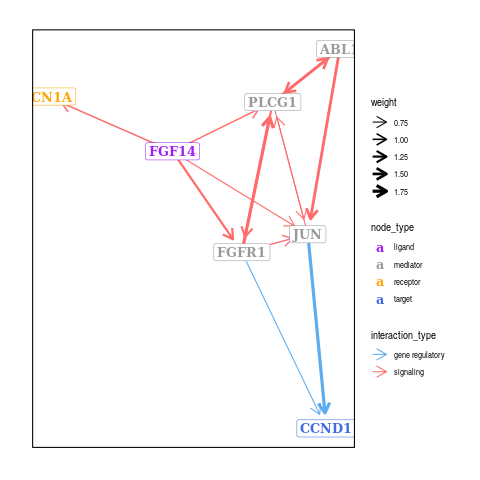 ABL1
CN1A
PLCG1
FGF14
JUN
FGFR1
CCND1
weight
0.75
1.00
1.25
1.50
1.75
node_type
a ligand
a mediator
a receptor
a target
interaction_type
gene regulatory
signaling